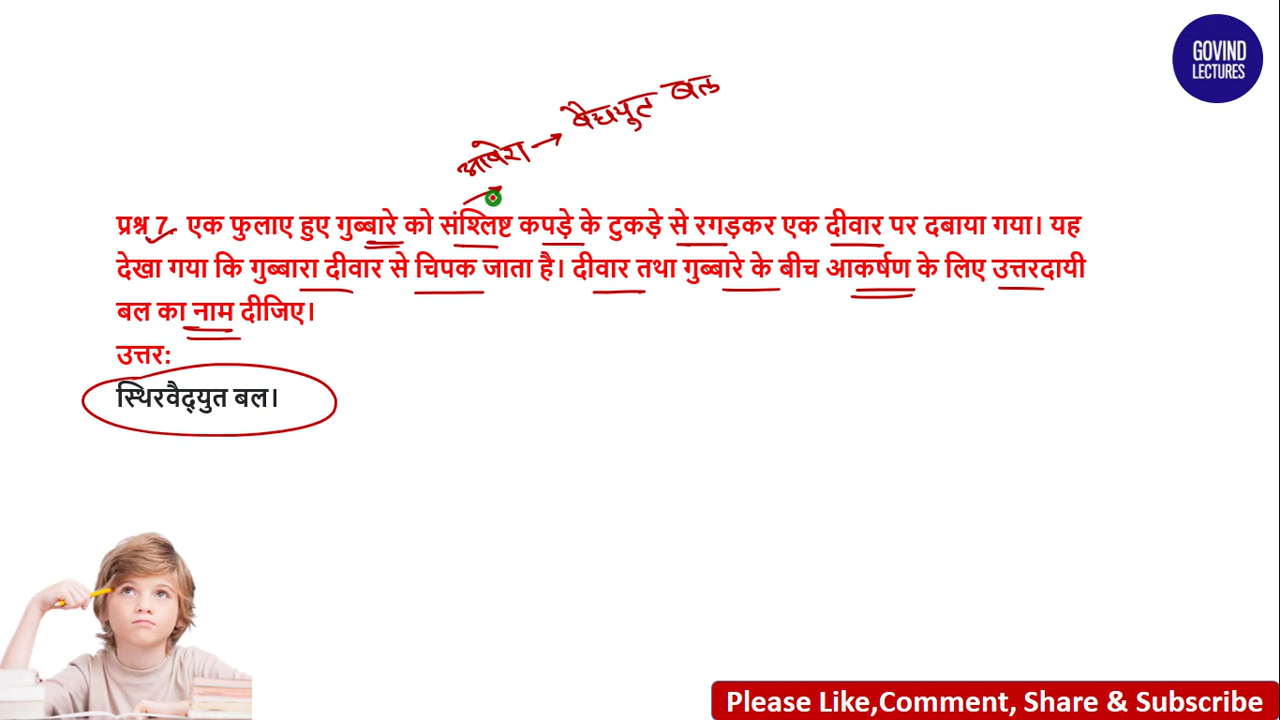 GOVIND
LECTURES
वैद्युत बल
आवेश →
प्रश्न 7. एक फुलाए हुए गुब्बारे को संश्लिष्ट कपड़े के टुकड़े से रगड़कर एक दीवार पर दबाया गया। यह
देखा गया कि गुब्बारा दीवार से चिपक जाता है। दीवार तथा गुब्बारे के बीच आकर्षण के लिए उत्तरदायी
बल का नाम दीजिए।
उत्तर:
स्थिरवैद्युत बल।
Please Like,Comment, Share & Subscribe